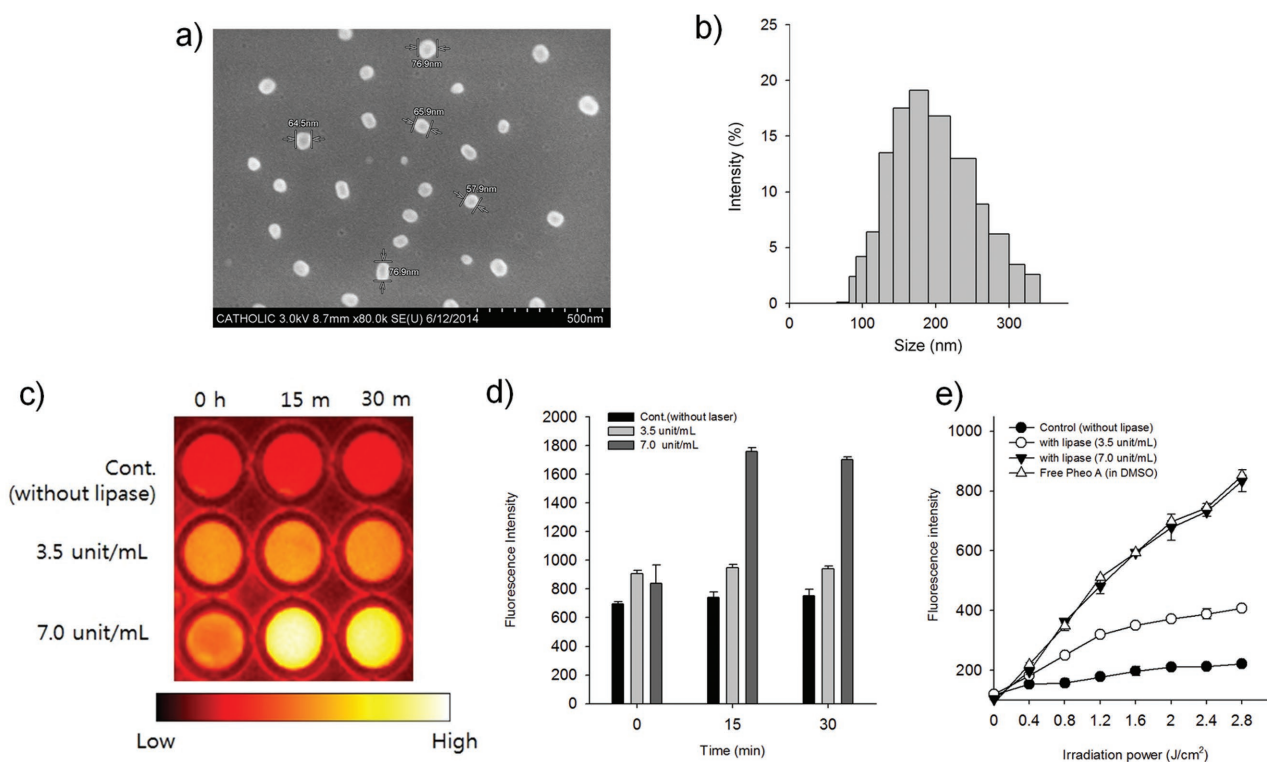 a)
76.9nm
65.9nm
64.5nm
57.9nm
76.9nm
CATHOLIC 3.0kV 8.7mm x80.0k SE(U) 6/12/2014
500nm
b)
25
20
15
10
5
0
Intensity (%)
0 100 200 300
Size (nm)
c)
0 h 15 m 30 m
Cont.
(without lipase)
3.5 unit/mL
7.0 unit/mL
Low High
d)
Cont.(without laser)
3.5 unit/mL
7.0 unit/mL
2000
1800
1600
1400
1200
1000
800
600
400
200
0
Fluorescence Intensity
0 15 30
Time (min)
e)
Control (without lipase)
with lipase (3.5 unit/mL)
with lipase (7.0 unit/mL)
Free Pheo A (in DMSO)
1000
800
600
400
200
Fluorescence intensity
0 0.4 0.8 1.2 1.6 2 2.4 2.8
Irradiation power (J/cm²)